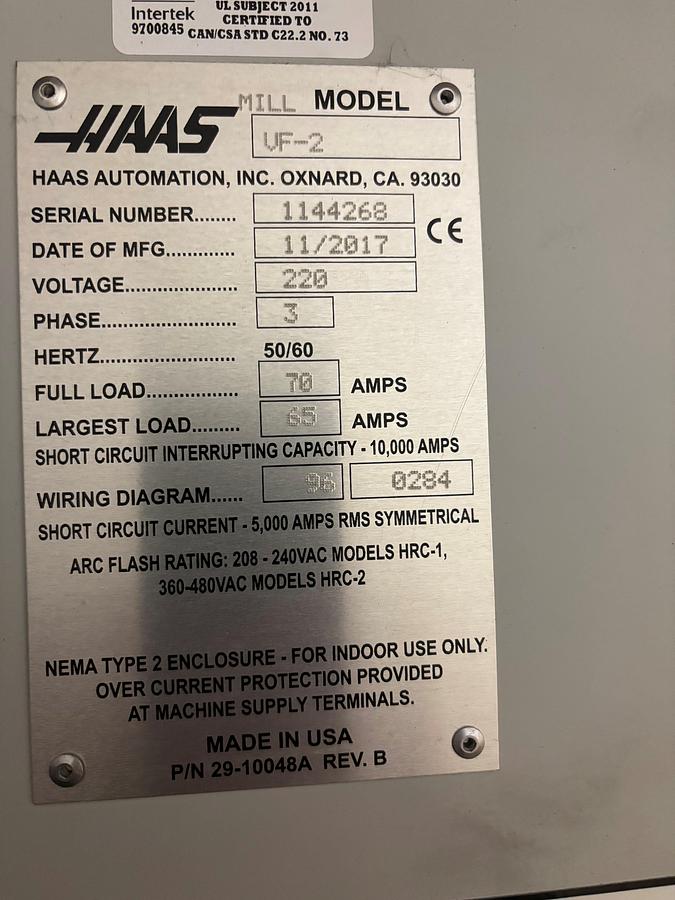 UL SUBJECT 2011
Intertek CERTIFIED TO
9700845 CAN/CSA STD C22.2 NO. 73
HAAS MILL MODEL
VF-2
HAAS AUTOMATION, INC. OXNARD, CA. 93030
SERIAL NUMBER........ 1144268
CE
DATE OF MFG............. 11/2017
VOLTAGE..................... 220
PHASE......................... 3
HERTZ......................... 50/60
FULL LOAD................. 70 AMPS
LARGEST LOAD......... 65 AMPS
SHORT CIRCUIT INTERRUPTING CAPACITY - 10,000 AMPS
WIRING DIAGRAM...... 96 0284
SHORT CIRCUIT CURRENT - 5,000 AMPS RMS SYMMETRICAL
ARC FLASH RATING: 208 - 240VAC MODELS HRC-1,
360-480VAC MODELS HRC-2
NEMA TYPE 2 ENCLOSURE - FOR INDOOR USE ONLY.
OVER CURRENT PROTECTION PROVIDED
AT MACHINE SUPPLY TERMINALS.
MADE IN USA
P/N 29-10048A REV. B